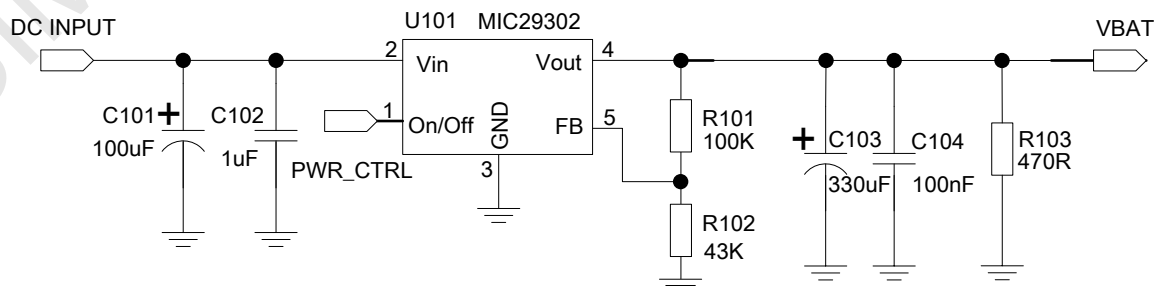 U101 MIC29302
DC INPUT
VBAT
2
4
Vin
Vout
C101
+
100uF
C102
1uF
1
On/Off
PWR_CTRL
GND
3
FB
5
R101
100K
R102
43K
+
C103
330uF
C104
100nF
R103
470R